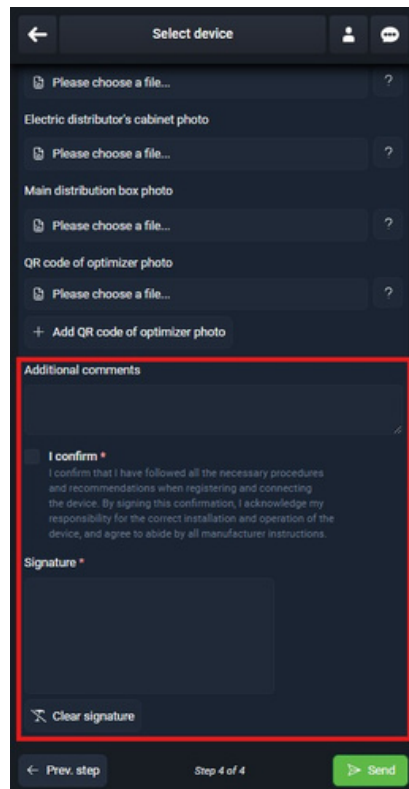 Select device
Please choose a file...
?
Electric distributor's cabinet photo
Please choose a file...
?
Main distribution box photo
Please choose a file...
?
QR code of optimizer photo
Please choose a file...
?
+ Add QR code of optimizer photo
Additional comments
I confirm *
I confirm that I have followed all the necessary procedures
and recommendations when registering and connecting
the device. By signing this confirmation, I acknowledge my
responsibility for the correct installation and operation of the
device, and agree to abide by all manufacturer instructions.
Signature *
Clear signature
Prev. step
Step 4 of 4
Send